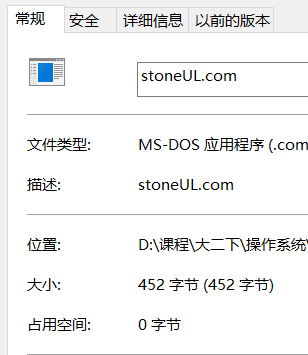 常规 安全 详细信息 以前的版本
stoneUL.com
文件类型: MS-DOS 应用程序 (.com
描述: stoneUL.com
位置: D:\课程\大二下\操作系统\
大小: 452 字节 (452 字节)
占用空间: 0 字节